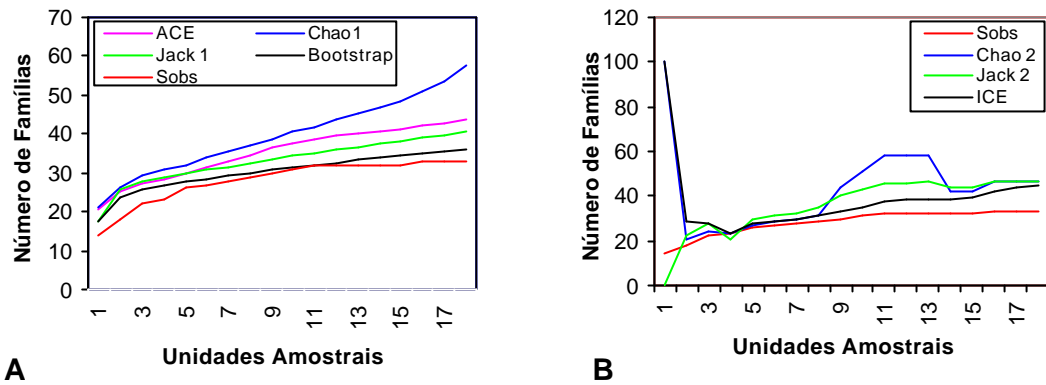 70
60
50
40
30
20
10
0
Número de Famílias
ACE
Chao 1
Jack 1
Bootstrap
Sobs
1
3
5
7
9
11
13
15
17
Unidades Amostrais
A
120
100
80
60
40
20
0
Número de Famílias
Sobs
Chao 2
Jack 2
ICE
1
3
5
7
9
11
13
15
17
Unidades Amostrais
B